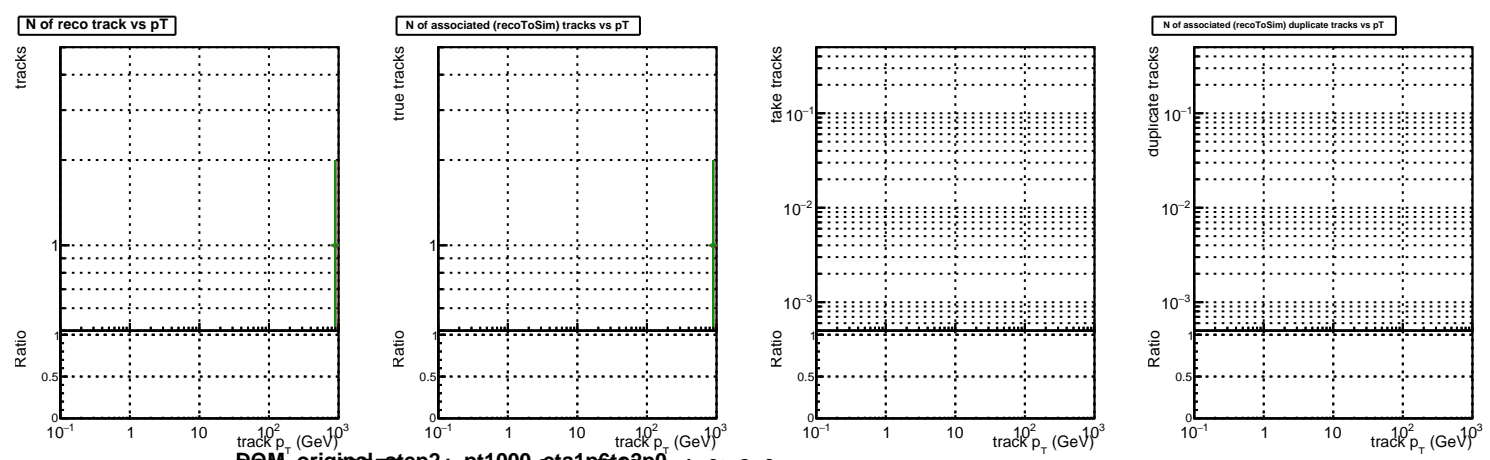 N of reco track vs pT
N of associated (recoToSim) tracks vs pT
N of associated (recoToSim) duplicate tracks vs pT
tracks
1
Ratio
1
0.5
0
10⁻¹ 1 10 10² 10³
track p_T (GeV)
true tracks
1
Ratio
1
0.5
0
10⁻¹ 1 10 10² 10³
track p_T (GeV)
fake tracks
10⁻¹
10⁻²
10⁻³
Ratio
1
0.5
0
10⁻¹ 1 10 10² 10³
track p_T (GeV)
duplicate tracks
10⁻¹
10⁻²
10⁻³
Ratio
1
0.5
0
10⁻¹ 1 10 10² 10³
track p_T (GeV)